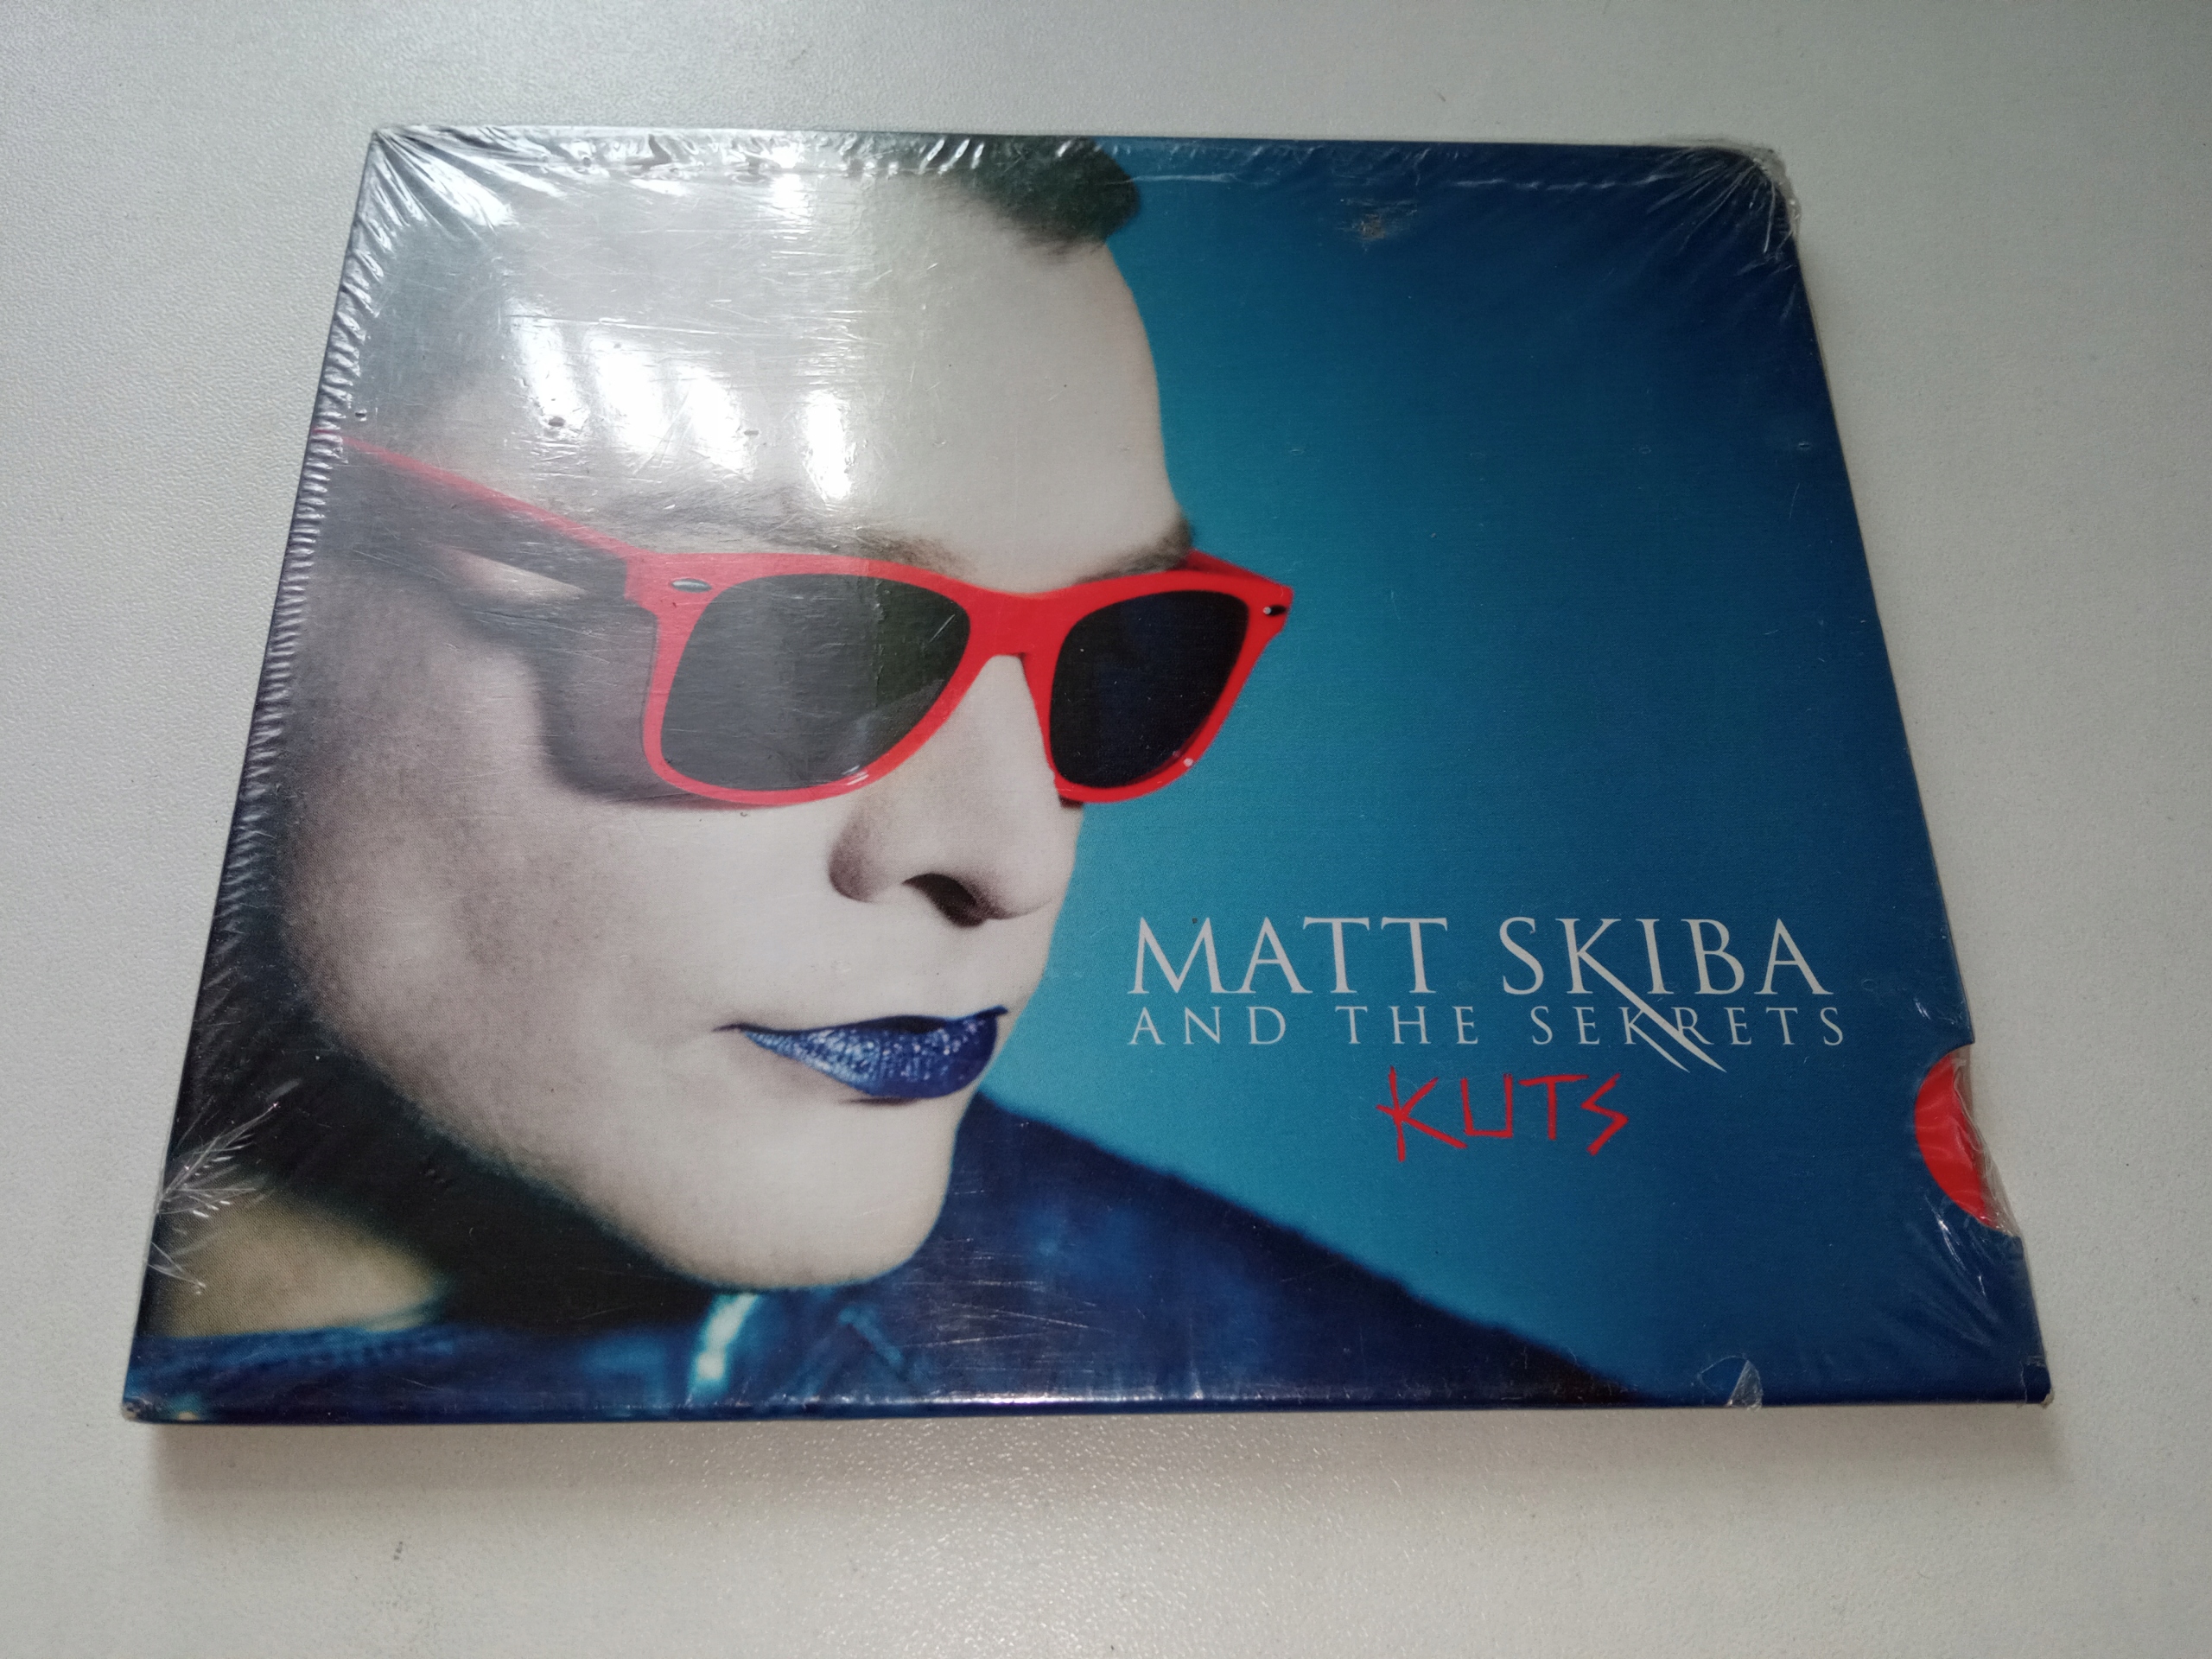 MATT SKIBA
AND THE SEKRETS
KUTS